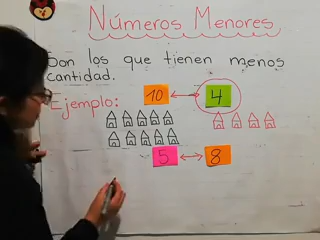 Números Menores
Son los que tienen menos
cantidad.
Ejemplo:
10 ↔ 4
5 ↔ 8